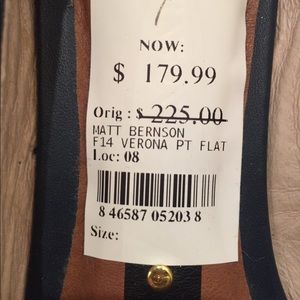 NOW:
$ 179.99
Orig : $ 225.00
MATT BERNSON
F14 VERONA PT FLAT
Loc: 08
8 46587 05203 8
Size: